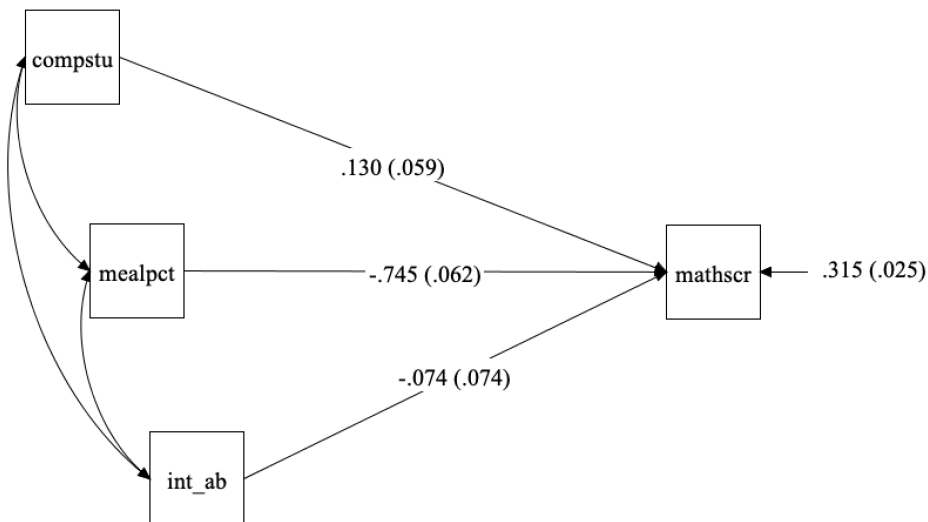 compstu
.130 (.059)
mealpct
-.745 (.062)
mathscr
.315 (.025)
-.074 (.074)
int_ab